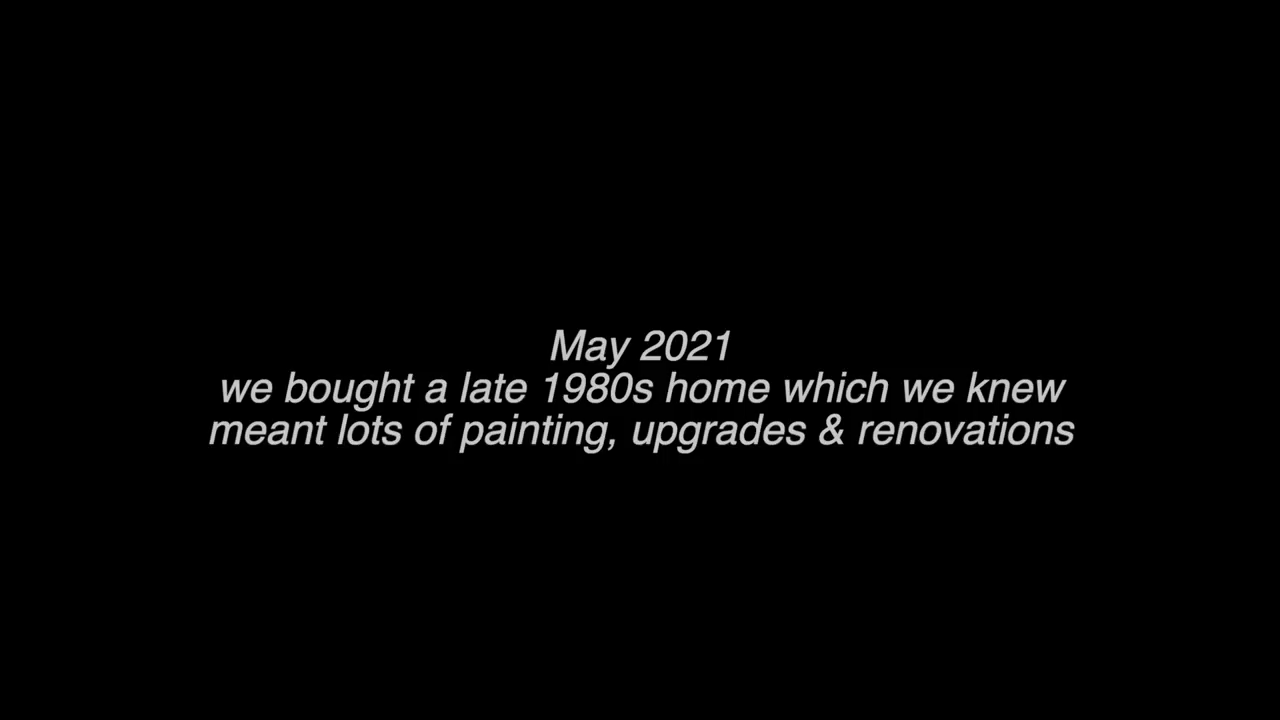 May 2021
we bought a late 1980s home which we knew
meant lots of painting, upgrades & renovations